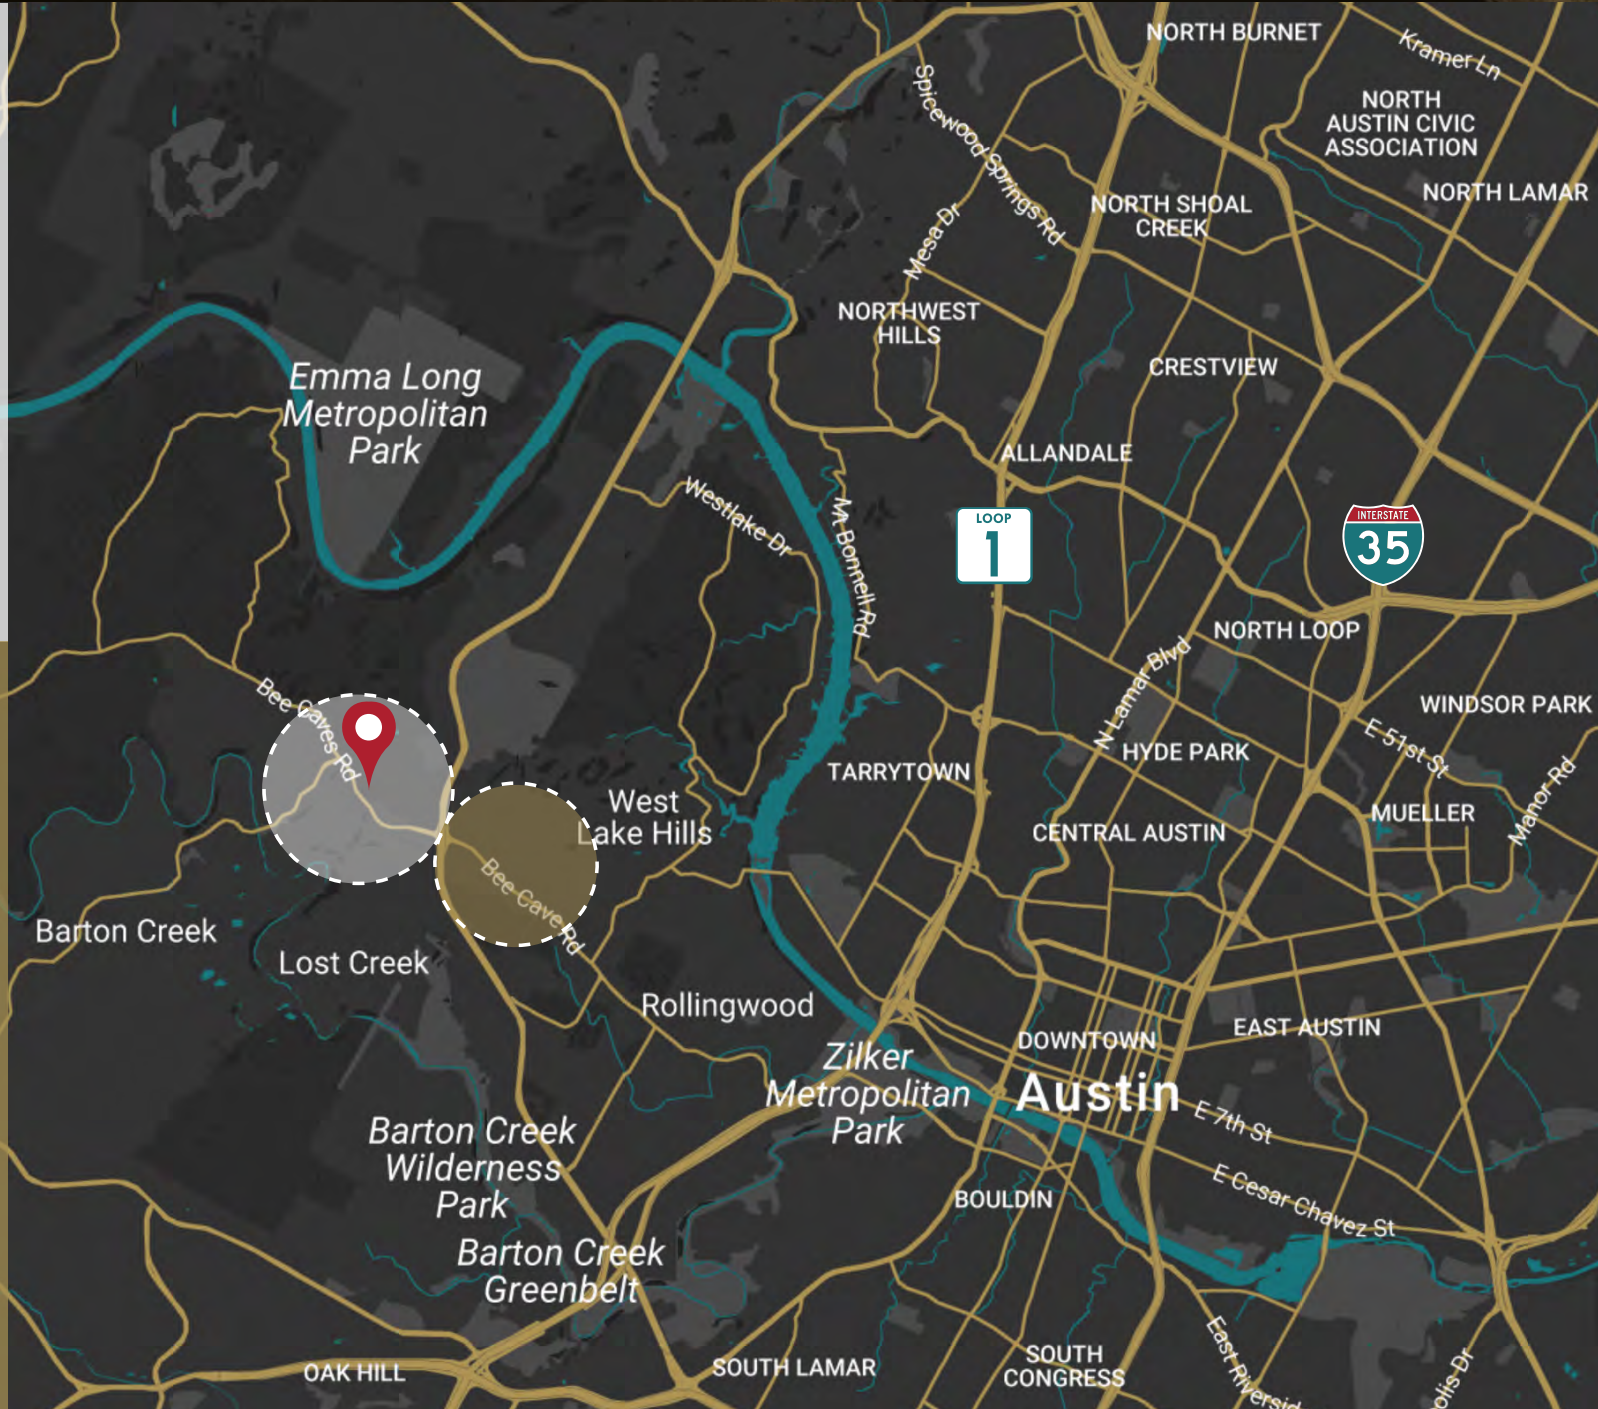 NORTH BURNET
Kramer Ln
Spicewood Springs Rd
NORTH
AUSTIN CIVIC
ASSOCIATION
NORTH LAMAR
NORTH SHOAL
CREEK
Mesa Dr
NORTHWEST
HILLS
CRESTVIEW
Emma Long
Metropolitan
Park
ALLANDALE
Westlake Dr
Mt Bonnell Rd
LOOP
1
INTERSTATE
35
NORTH LOOP
N Lamar Blvd
Bee Caves Rd
WINDSOR PARK
E 51st St
HYDE PARK
TARRYTOWN
West
Lake Hills
MUELLER
Manor Rd
CENTRAL AUSTIN
Bee Cave Rd
Barton Creek
Lost Creek
Rollingwood
EAST AUSTIN
DOWNTOWN
Zilker
Metropolitan
Park
Austin
E 7th St
Barton Creek
Wilderness
Park
E Cesar Chavez St
BOULDIN
Barton Creek
Greenbelt
East Riversid
OAK HILL
SOUTH LAMAR
SOUTH
CONGRESS
olis Dr